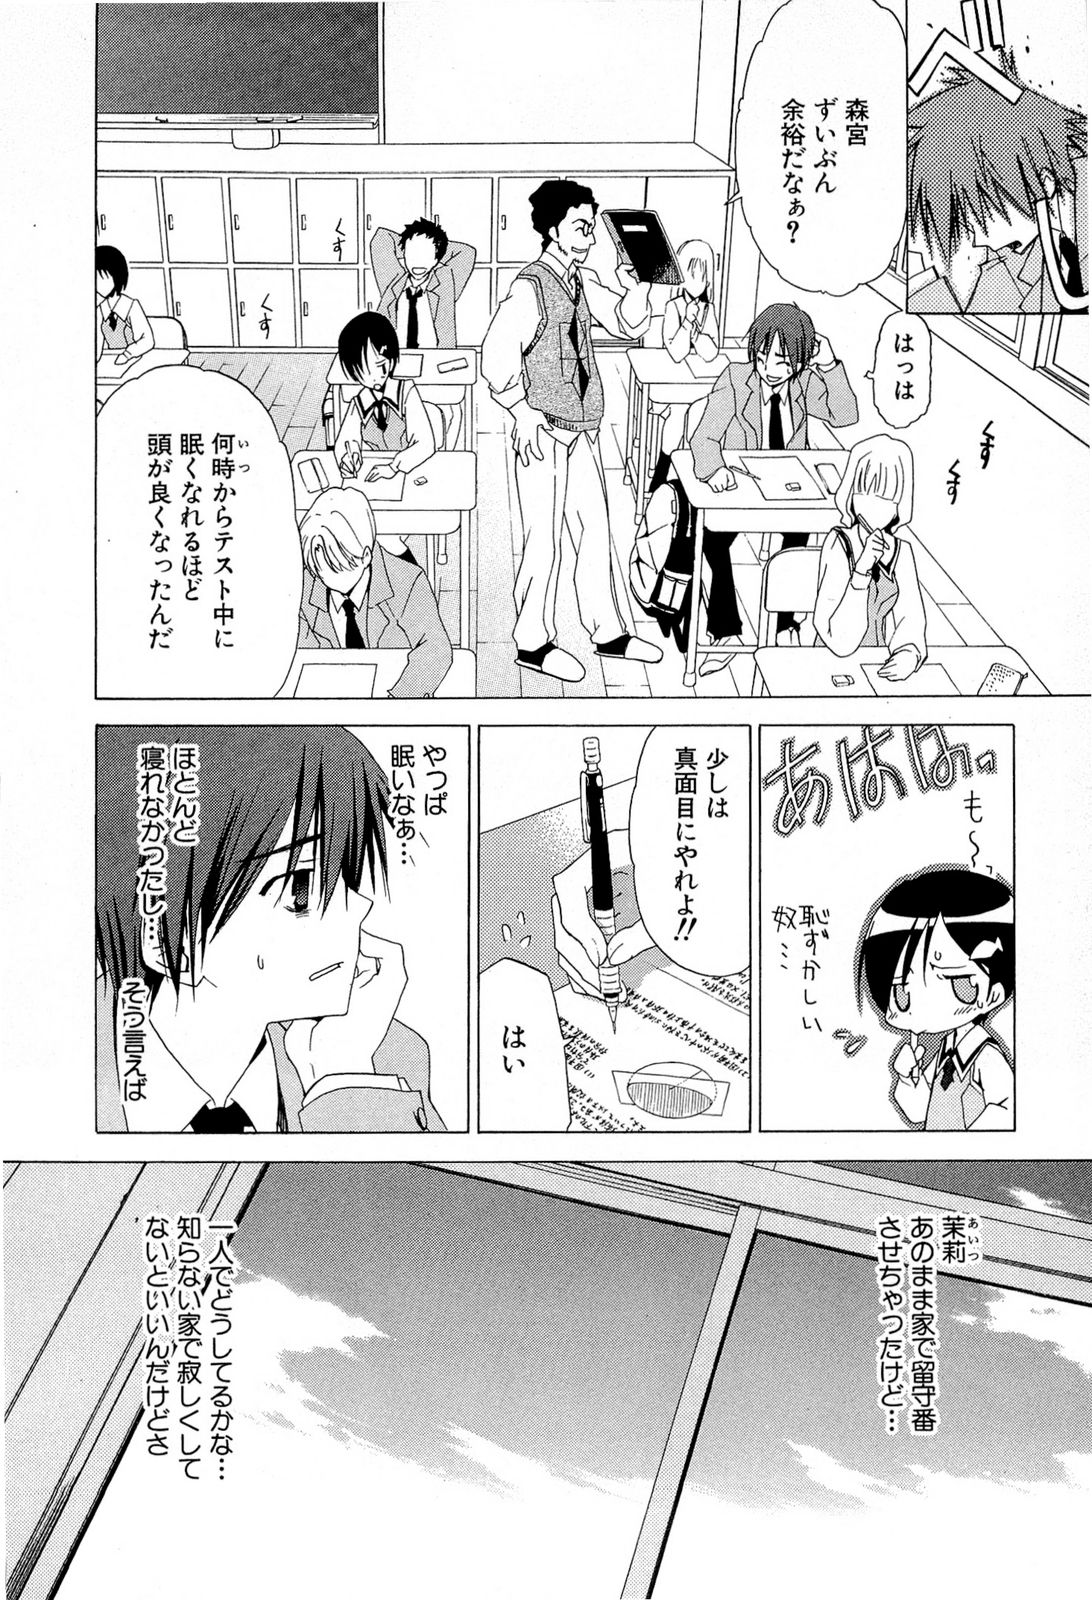 森宮
ずいぶん
余裕だなぁ?
はっは
くす
くす
くす
くす
何時からテスト中に
いつ
眠くなれるほど
頭が良くなったんだ
あははは
も〜
恥ずかしい
奴…
少しは
真面目にやれよ!!
はい
やっぱ
眠いなぁ…
ほとんど
寝れなかったし…
そう言えば
茉莉
あいつ
あのまま家で留守番
させちゃったけど…
一人でどうしてるかな…
知らない家で寂しくして
ないといいんだけどさ